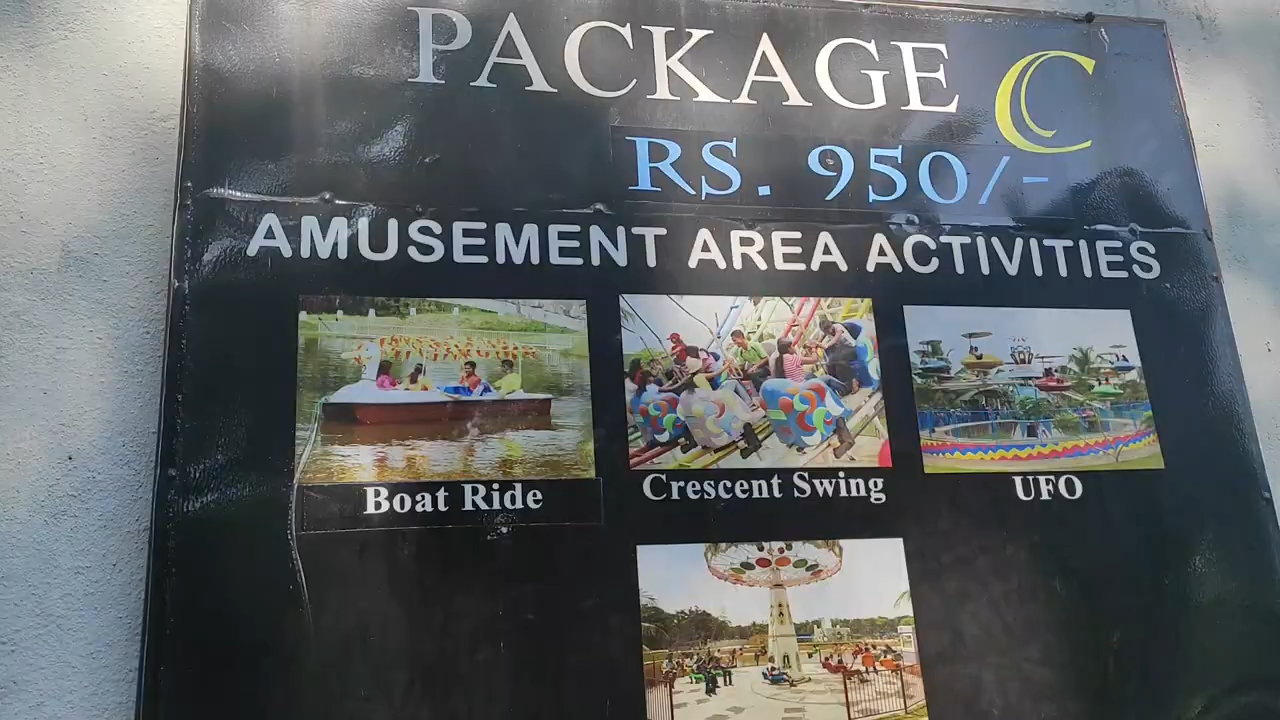 PACKAGE C
RS. 950/-
AMUSEMENT AREA ACTIVITIES
Boat Ride
Crescent Swing
UFO